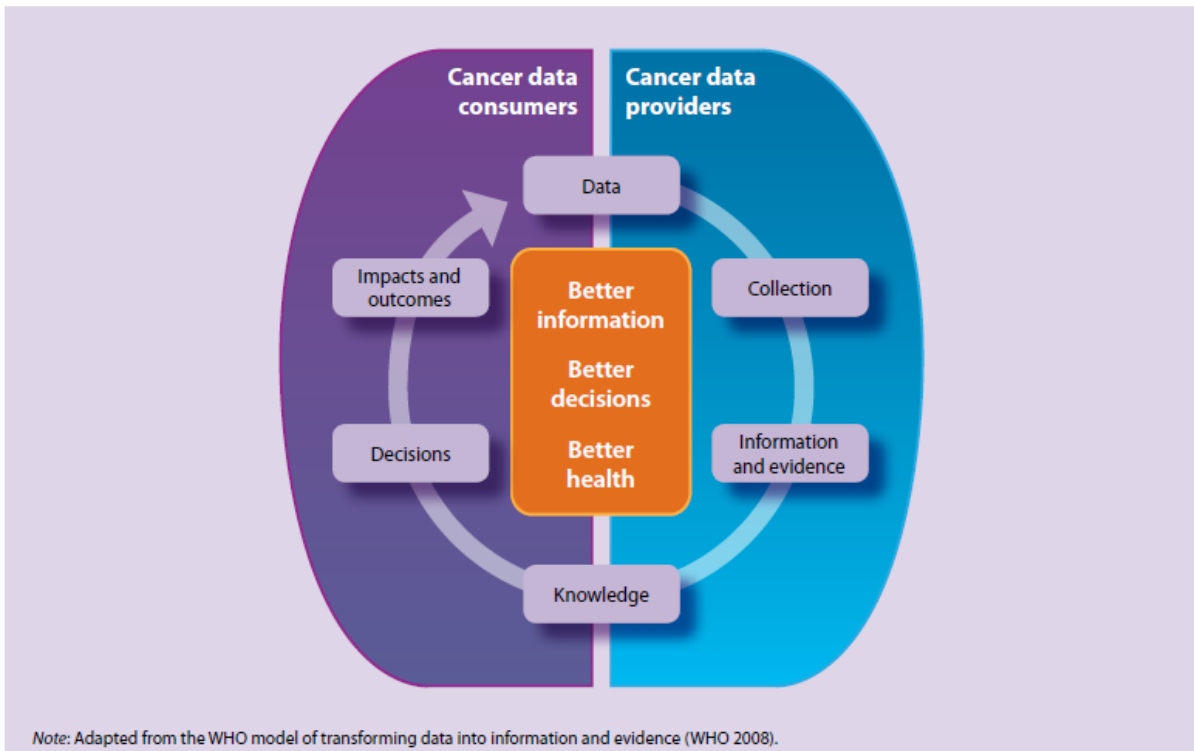 Cancer data
consumers
Cancer data
providers
Data
Collection
Information
and evidence
Knowledge
Decisions
Impacts and
outcomes
Better
information
Better
decisions
Better
health
Note: Adapted from the WHO model of transforming data into information and evidence (WHO 2008).